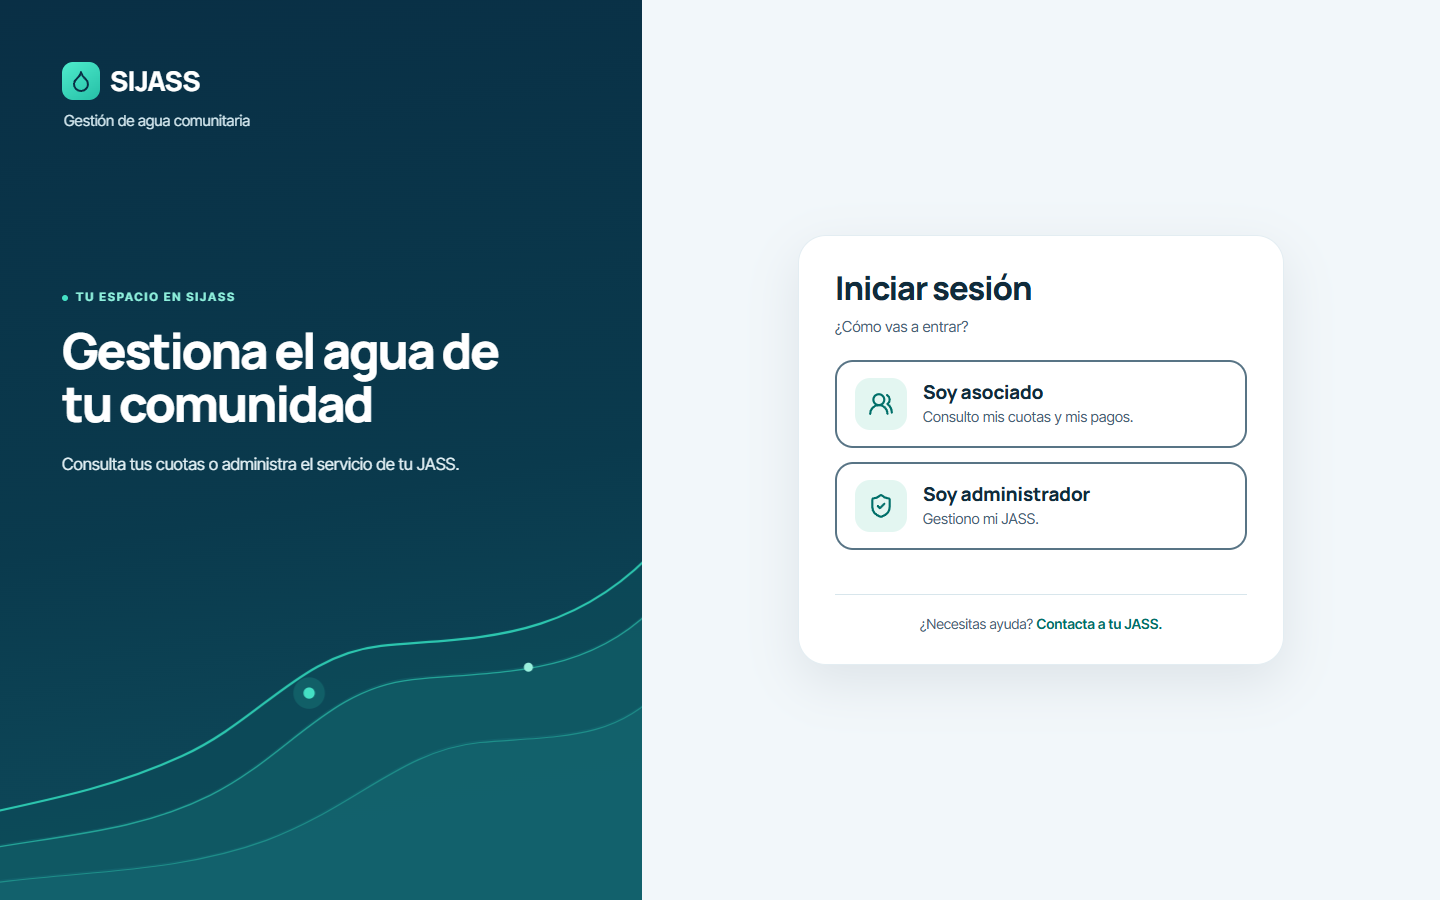 SIJASS
Gestión de agua comunitaria
TU ESPACIO EN SIJASS
Gestiona el agua de
tu comunidad
Consulta tus cuotas o administra el servicio de tu JASS.
Iniciar sesión
¿Cómo vas a entrar?
Soy asociado
Consulto mis cuotas y mis pagos.
Soy administrador
Gestiono mi JASS.
¿Necesitas ayuda? Contacta a tu JASS.